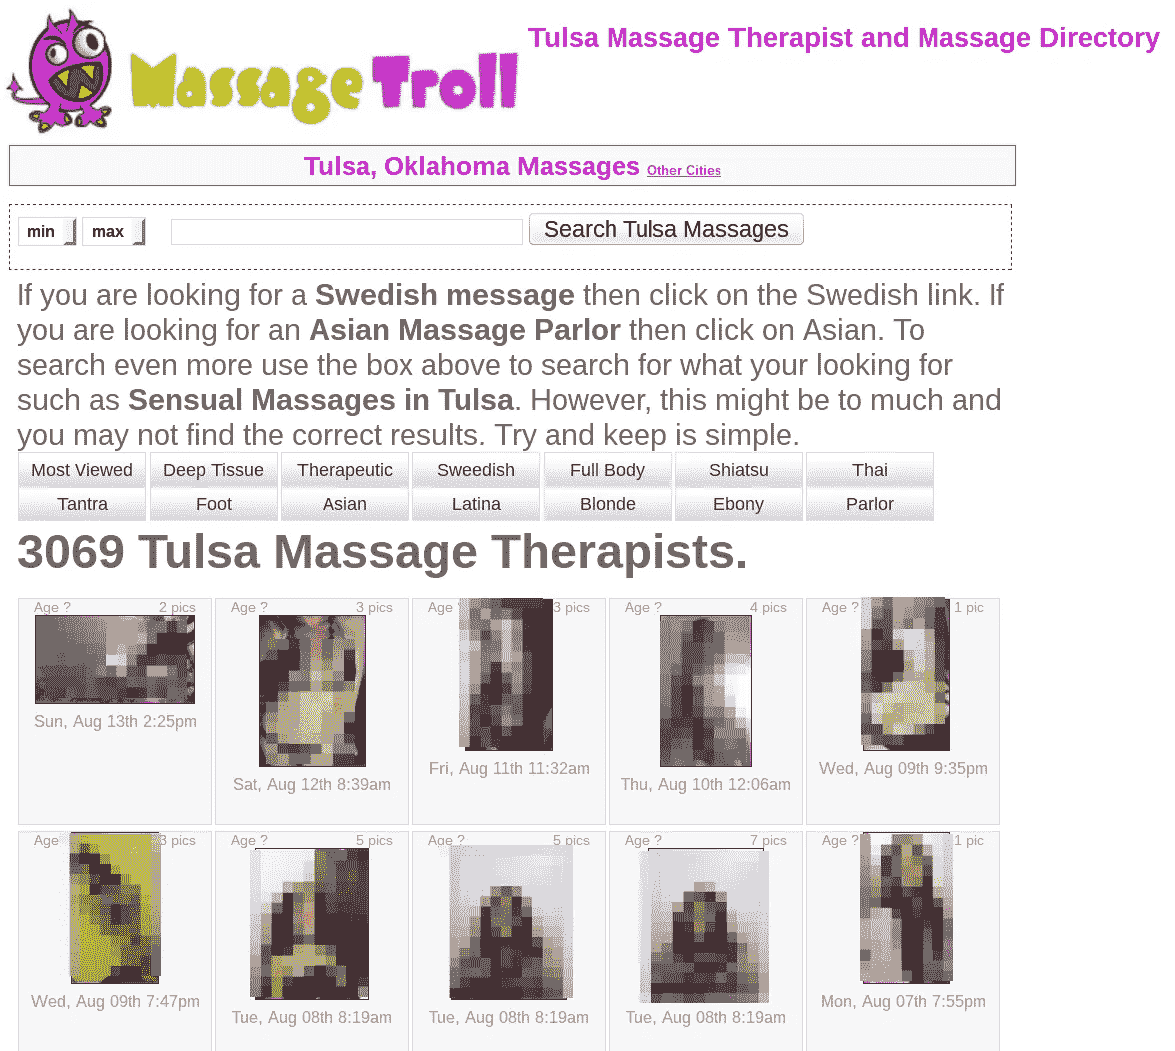 Massage Troll
Tulsa Massage Therapist and Massage Directory
Tulsa, Oklahoma Massages Other Cities
min max Search Tulsa Massages
If you are looking for a Swedish message then click on the Swedish link. If
you are looking for an Asian Massage Parlor then click on Asian. To
search even more use the box above to search for what your looking for
such as Sensual Massages in Tulsa. However, this might be to much and
you may not find the correct results. Try and keep is simple.
Most Viewed Deep Tissue Therapeutic Sweedish Full Body Shiatsu Thai
Tantra Foot Asian Latina Blonde Ebony Parlor
3069 Tulsa Massage Therapists.
Age ? 2 pics Age ? 3 pics Age 3 pics Age ? 4 pics Age ? 1 pic
Sun, Aug 13th 2:25pm
Sat, Aug 12th 8:39am
Fri, Aug 11th 11:32am
Thu, Aug 10th 12:06am
Wed, Aug 09th 9:35pm
Age 3 pics Age ? 5 pics Age ? 5 pics Age ? 7 pics Age ? 1 pic
Wed, Aug 09th 7:47pm
Tue, Aug 08th 8:19am
Tue, Aug 08th 8:19am
Tue, Aug 08th 8:19am
Mon, Aug 07th 7:55pm